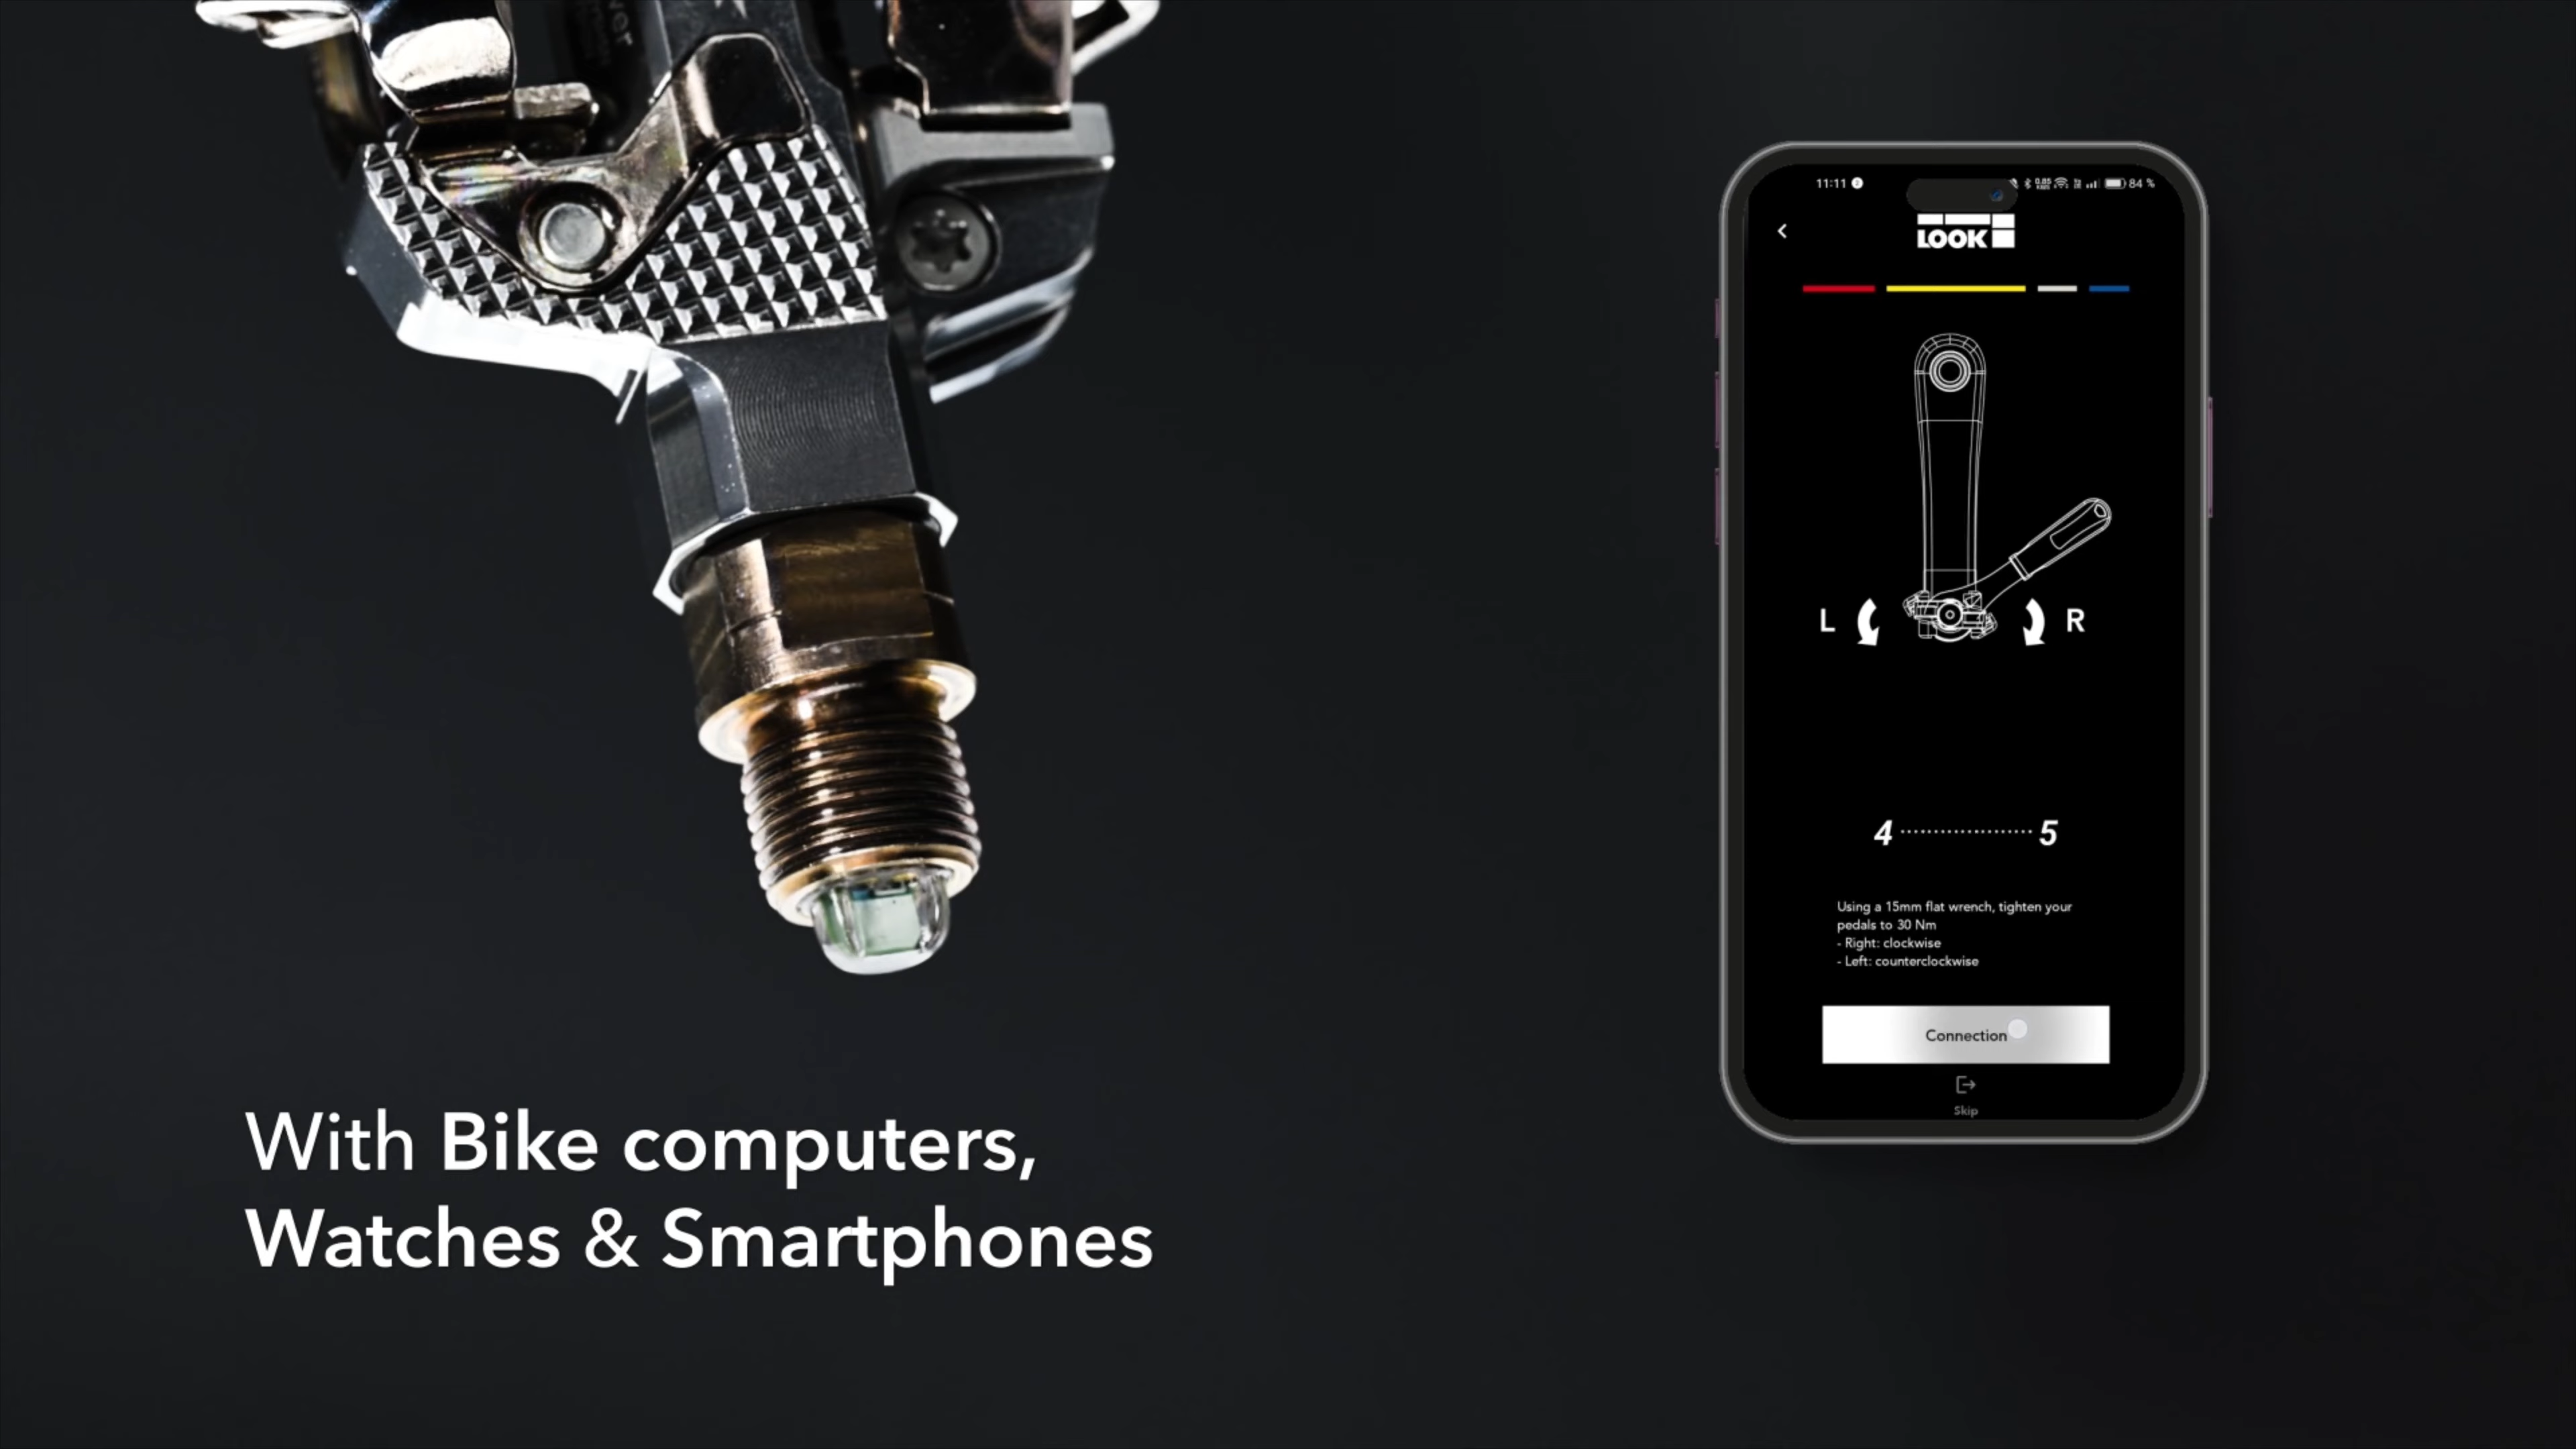 With Bike computers,
Watches & Smartphones
11:11
84 %
LOOK
L
R
4
5
Using a 15mm flat wrench, tighten your
pedals to 30 Nm
- Right: clockwise
- Left: counterclockwise
Connection
Skip